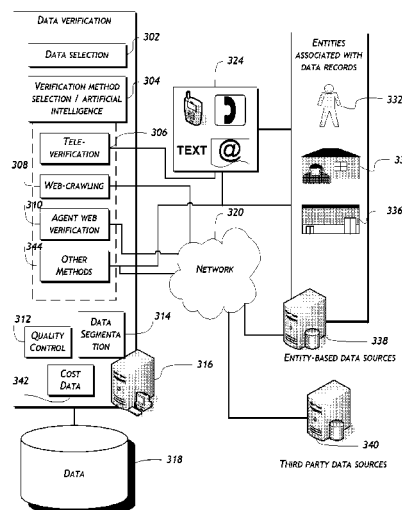 DATA VERIFICATION
DATA SELECTION
302
VERIFICATION METHOD
SELECTION / ARTIFICIAL
INTELLIGENCE
304
TELE-
VERIFICATION
306
308
WEB-CRAWLING
310
AGENT WEB
VERIFICATION
344
OTHER
METHODS
312
QUALITY
CONTROL
DATA
SEGMENTA
TION
314
COST
DATA
342
316
DATA
318
324
TEXT @
320
NETWORK
ENTITIES
ASSOCIATED WITH
DATA RECORDS
332
336
338
ENTITY-BASED DATA SOURCES
340
THIRD PARTY DATA SOURCES